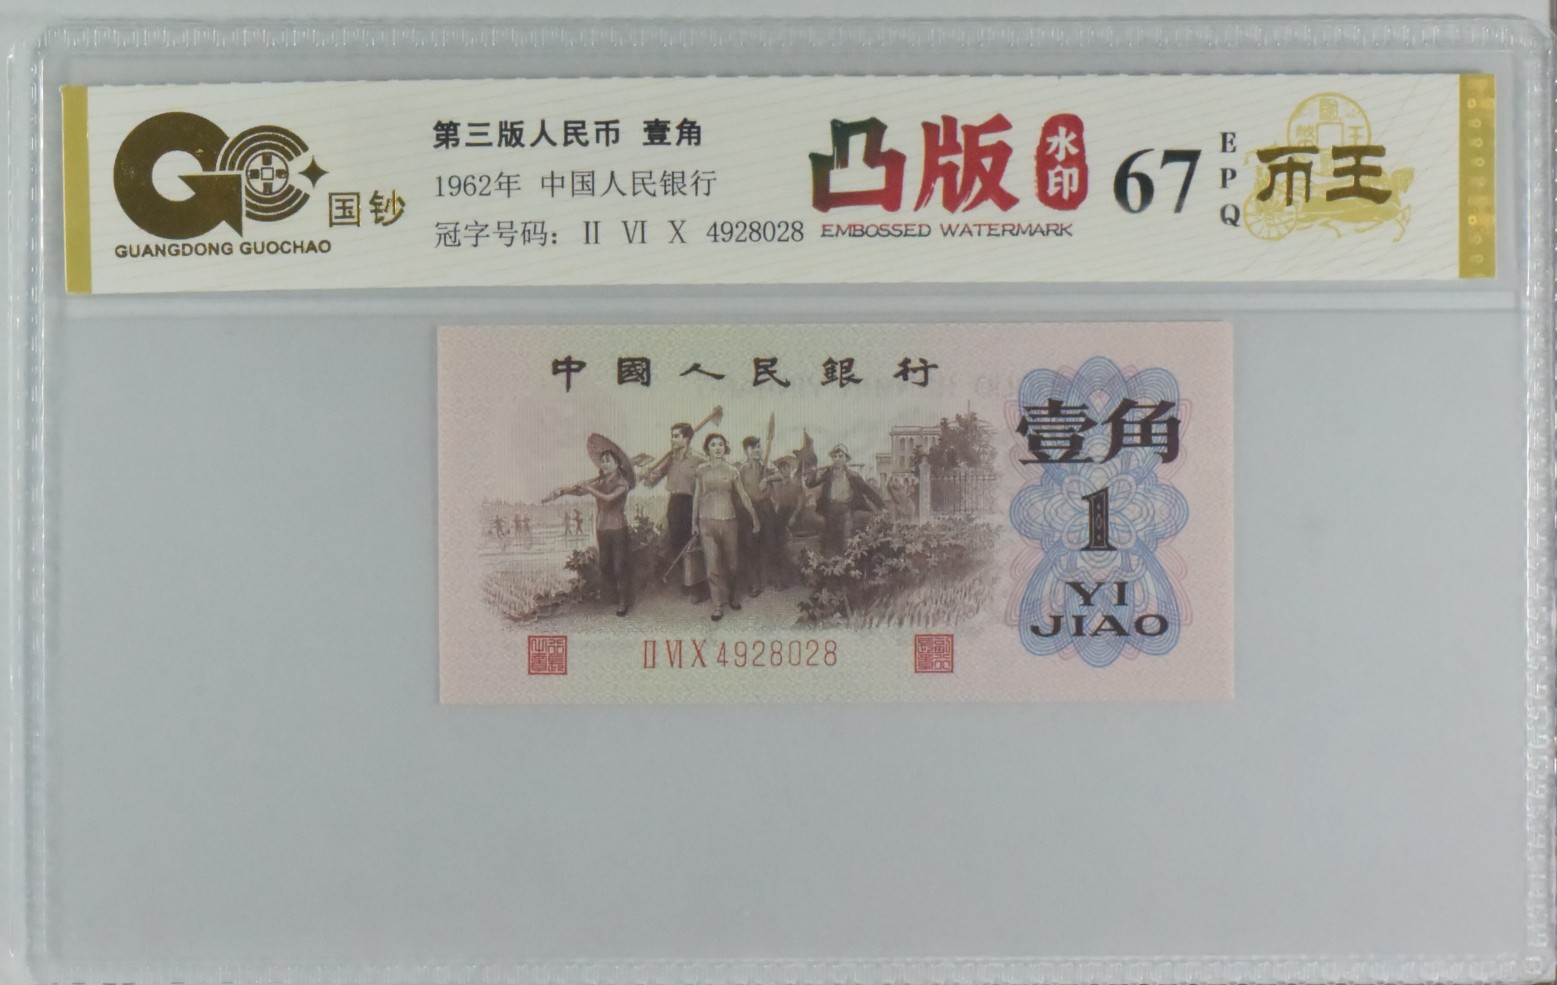 第三版人民币 壹角
1962年 中国人民银行
冠字号码： II VI X 4928028
国钞
GUANGDONG GUOCHAO
凸版
水印
EMBOSSED WATERMARK
67
EPQ
币王
中國人民銀行
壹角
1
YI
JIAO
II VI X 4928028